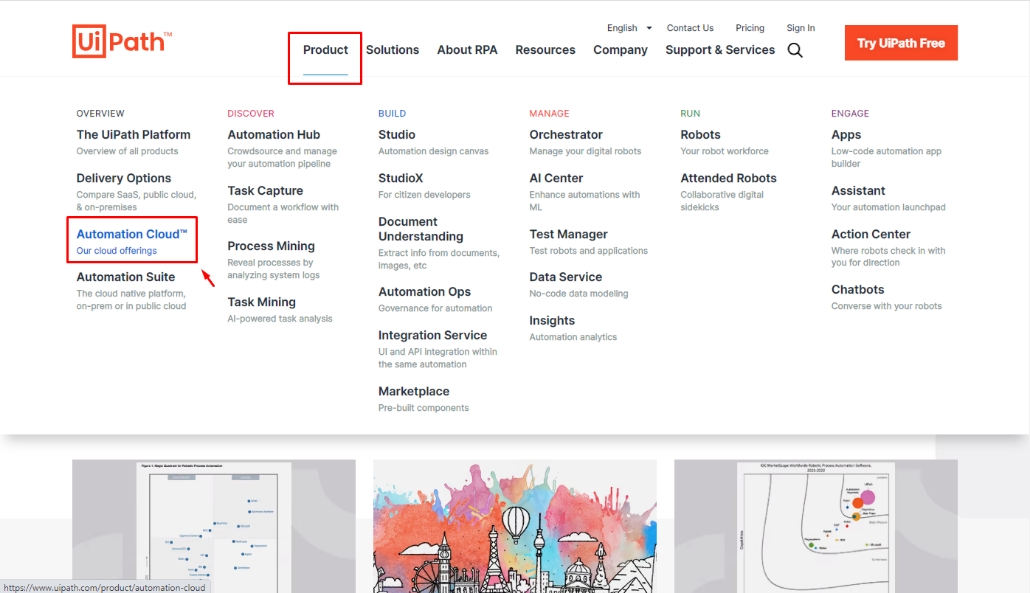 English
Contact Us
Pricing
Sign In
UiPath™
Product
Solutions
About RPA
Resources
Company
Support & Services
Try UiPath Free
OVERVIEW
The UiPath Platform
Overview of all products
Delivery Options
Compare SaaS, public cloud,
& on-premises
Automation Cloud™
Our cloud offerings
Automation Suite
The cloud native platform,
on-prem or in public cloud
DISCOVER
Automation Hub
Crowdsource and manage
your automation pipeline
Task Capture
Document a workflow with
ease
Process Mining
Reveal processes by
analyzing system logs
Task Mining
AI-powered task analysis
BUILD
Studio
Automation design canvas
StudioX
For citizen developers
Document
Understanding
Extract info from documents,
images, etc
Automation Ops
Governance for automation
Integration Service
UI and API integration within
the same automation
Marketplace
Pre-built components
MANAGE
Orchestrator
Manage your digital robots
AI Center
Enhance automations with
ML
Test Manager
Test robots and applications
Data Service
No-code data modeling
Insights
Automation analytics
RUN
Robots
Your robot workforce
Attended Robots
Collaborative digital
sidekicks
ENGAGE
Apps
Low-code automation app
builder
Assistant
Your automation launchpad
Action Center
Where robots check in with
you for direction
Chatbots
Converse with your robots
Figure 1: Magic Quadrant for Robotic Process Automation
https://www.uipath.com/product/automation-cloud